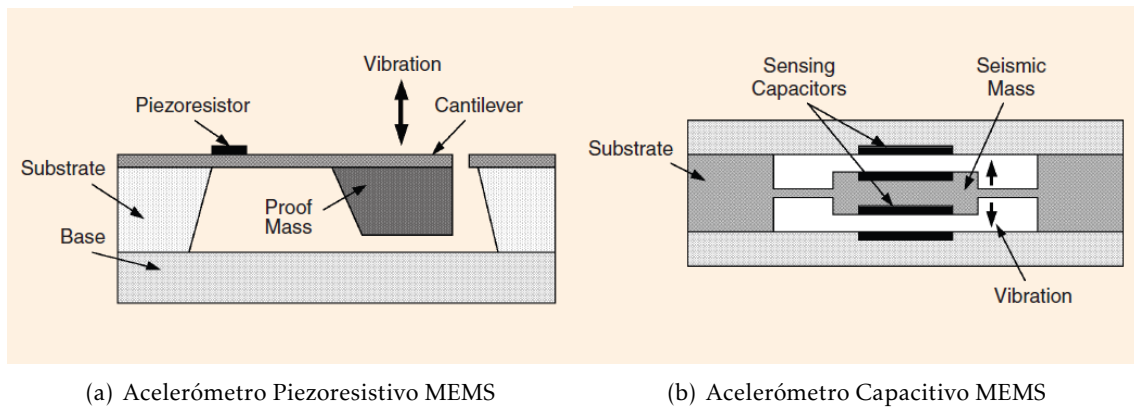 Vibration
Piezoresistor
Cantilever
Substrate
Proof
Mass
Base
Sensing
Capacitors
Seismic
Mass
Substrate
Vibration
(a) Acelerómetro Piezoresistivo MEMS
(b) Acelerómetro Capacitivo MEMS